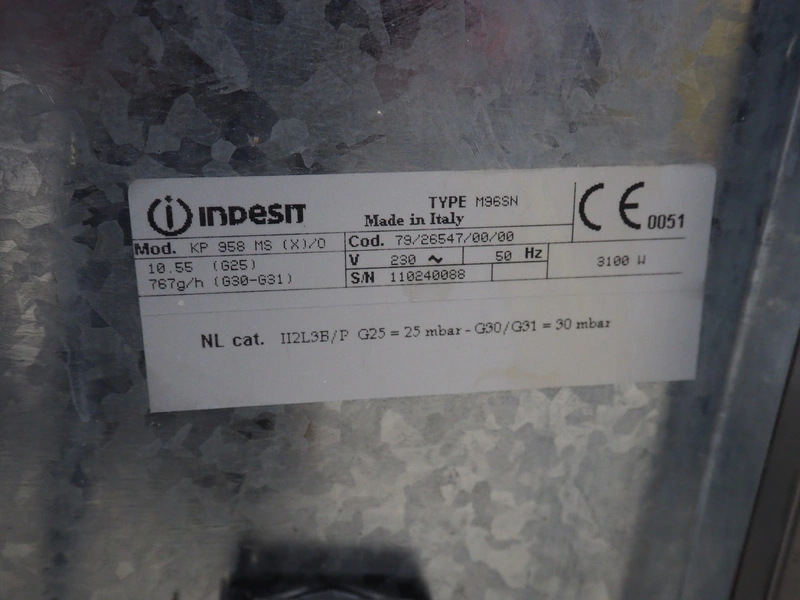 INDESIT
TYPE M96SN
Made in Italy
CE 0051
Mod. KP 958 MS (X)/O
Cod. 79/26547/00/00
10.55 (G25)
V 230 ~ 50 Hz
3100 W
767g/h (G30-G31)
S/N 110240088
NL cat. II2L3B/P G25 = 25 mbar - G30/G31 = 30 mbar